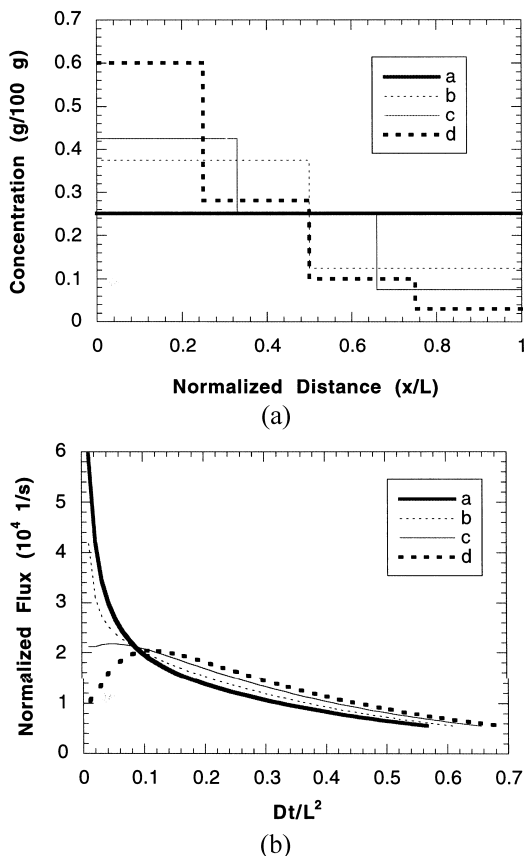 0.7
0.6
0.5
0.4
0.3
0.2
0.1
0
Concentration (g/100 g)
a
b
c
d
0 0.2 0.4 0.6 0.8 1
Normalized Distance (x/L)
(a)
6
5
4
3
2
1
0
Normalized Flux (10⁴ 1/s)
a
b
c
d
0 0.1 0.2 0.3 0.4 0.5 0.6 0.7
Dt/L²
(b)